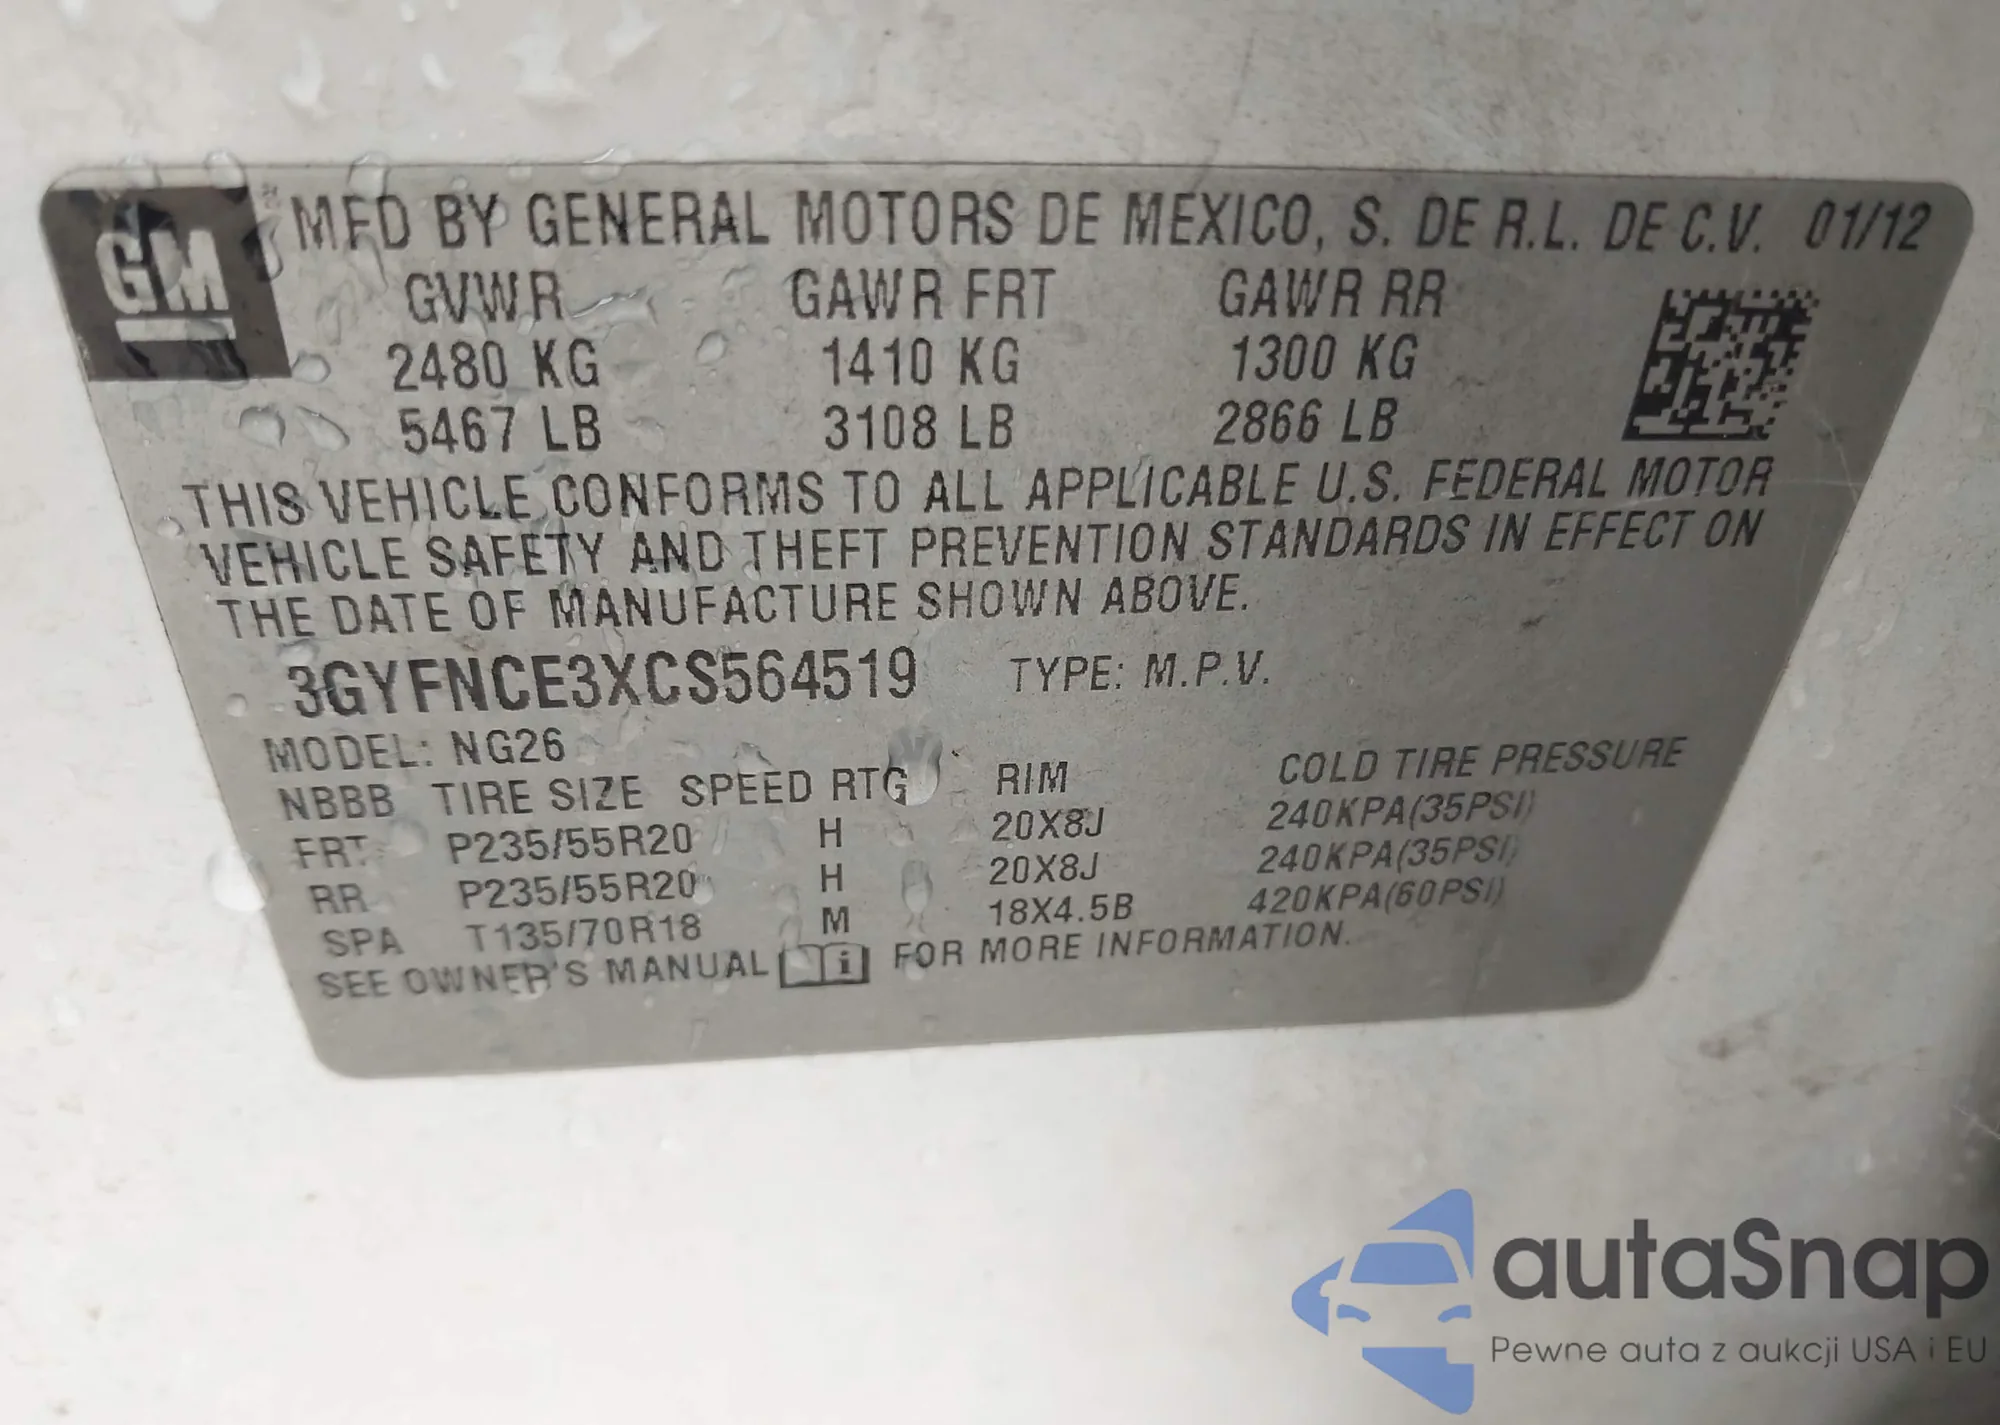 GM
MFD BY GENERAL MOTORS DE MEXICO, S. DE R.L. DE C.V. 01/12
GVWR GAWR FRT GAWR RR
2480 KG 1410 KG 1300 KG
5467 LB 3108 LB 2866 LB
THIS VEHICLE CONFORMS TO ALL APPLICABLE U.S. FEDERAL MOTOR
VEHICLE SAFETY AND THEFT PREVENTION STANDARDS IN EFFECT ON
THE DATE OF MANUFACTURE SHOWN ABOVE.
3GYFNCE3XCS564519 TYPE: M.P.V.
MODEL: NG26
NBBB TIRE SIZE SPEED RTG RIM COLD TIRE PRESSURE
FRT P235/55R20 H 20X8J 240KPA(35PSI)
RR P235/55R20 H 20X8J 240KPA(35PSI)
SPA T135/70R18 M 18X4.5B 420KPA(60PSI)
SEE OWNER'S MANUAL i FOR MORE INFORMATION.
autaSnap
Pewne auta z aukcji USA i EU